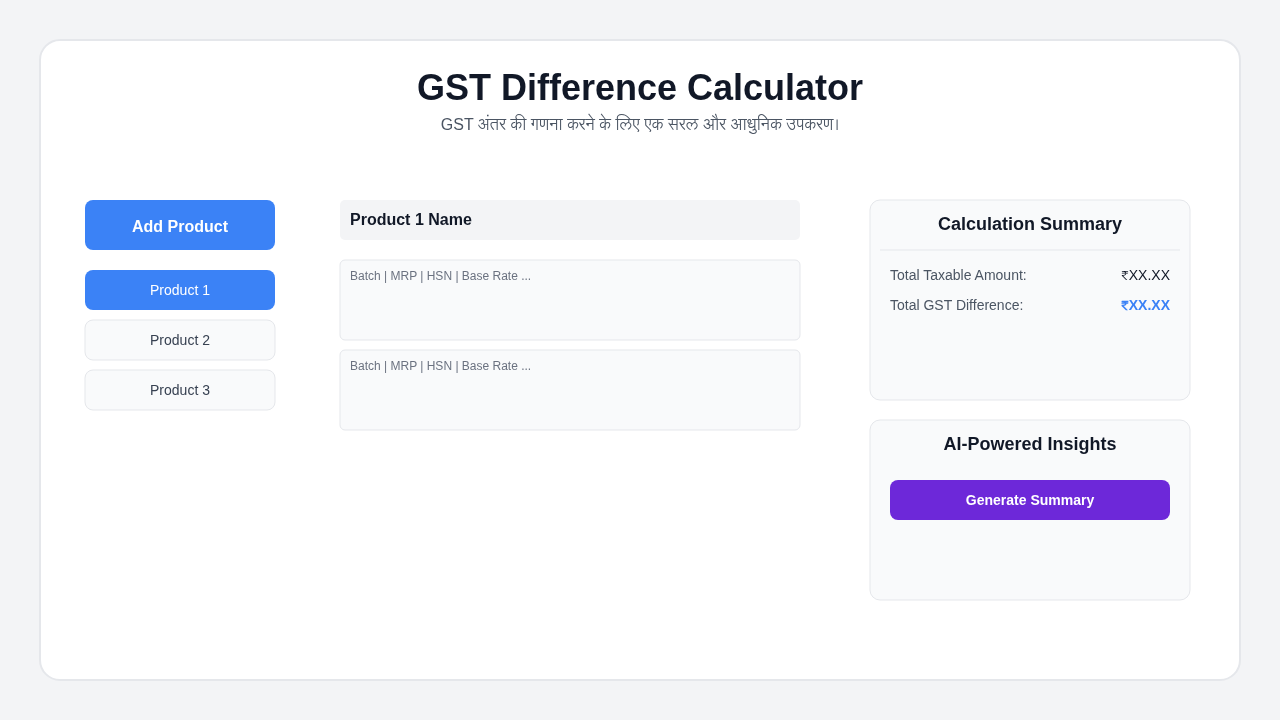 GST Difference Calculator
GST अंतर की गणना करने के लिए एक सरल और आधुनिक उपकरण।
Add Product
Product 1
Product 2
Product 3
Product 1 Name
Batch | MRP | HSN | Base Rate ...
Batch | MRP | HSN | Base Rate ...
Calculation Summary
Total Taxable Amount: ₹XX.XX
Total GST Difference: ₹XX.XX
AI-Powered Insights
Generate Summary